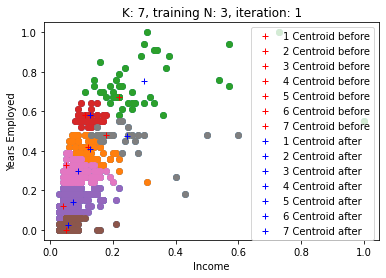 K: 7, training N: 3, iteration: 1
1.0
0.8
0.6
0.4
0.2
0.0
Years Employed
1 Centroid before
2 Centroid before
3 Centroid before
4 Centroid before
5 Centroid before
6 Centroid before
7 Centroid before
1 Centroid after
2 Centroid after
3 Centroid after
4 Centroid after
5 Centroid after
6 Centroid after
7 Centroid after
0.0 0.2 0.4 0.6 0.8 1.0
Income